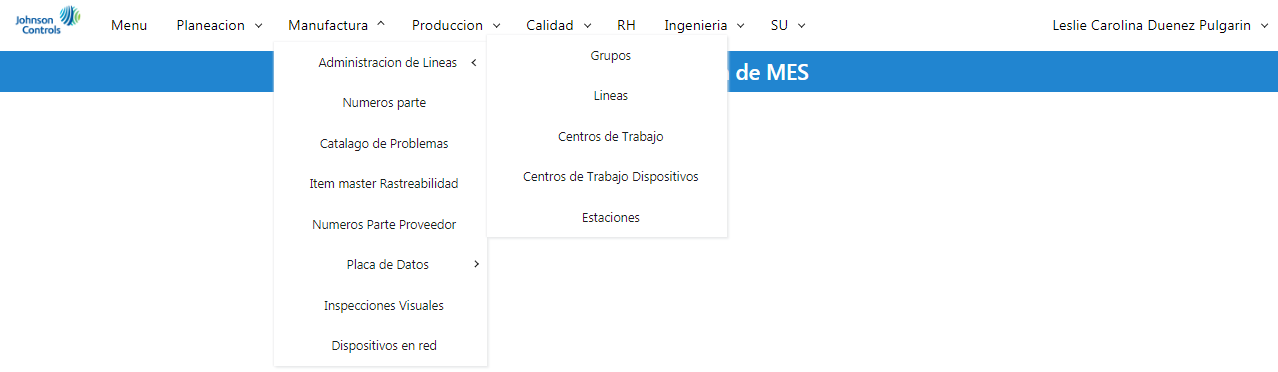 Johnson Controls
Menu
Planeacion
Manufactura
Produccion
Calidad
RH
Ingenieria
SU
Leslie Carolina Duenez Pulgarin
de MES
Administracion de Lineas
Numeros parte
Catalago de Problemas
Item master Rastreabilidad
Numeros Parte Proveedor
Placa de Datos
Inspecciones Visuales
Dispositivos en red
Grupos
Lineas
Centros de Trabajo
Centros de Trabajo Dispositivos
Estaciones